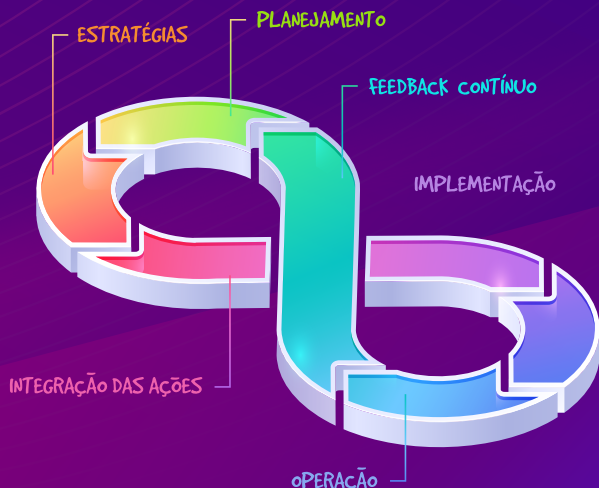 PLANEJAMENTO
ESTRATÉGIAS
FEEDBACK CONTÍNUO
IMPLEMENTAÇÃO
INTEGRAÇÃO DAS AÇÕES
OPERAÇÃO